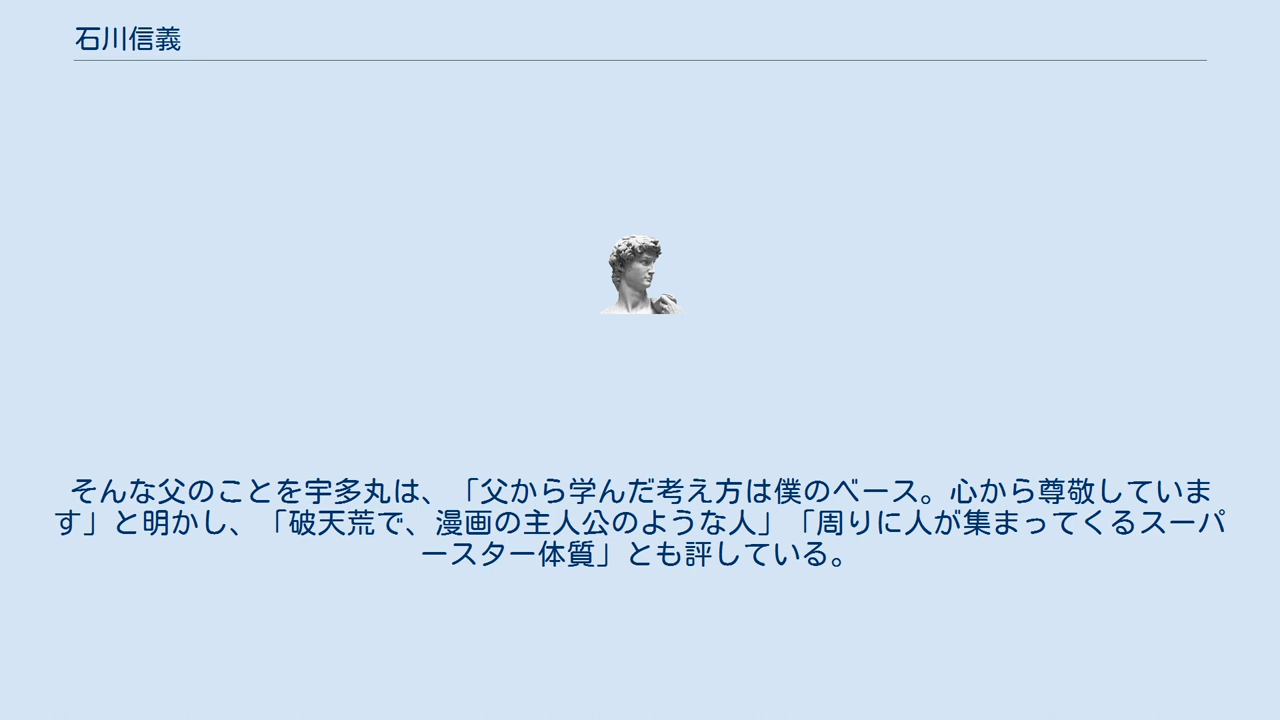 石川信義
そんな父のことを宇多丸は、「父から学んだ考え方は僕のベース。心から尊敬していま
す」と明かし、「破天荒で、漫画の主人公のような人」「周りに人が集まってくるスーパ
ースター体質」とも評している。